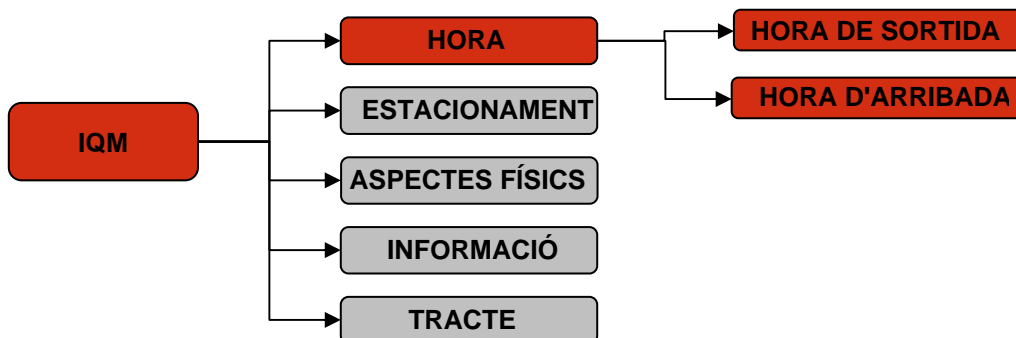 IQM
HORA
ESTACIONAMENT
ASPECTES FÍSICS
INFORMACIÓ
TRACTE
HORA DE SORTIDA
HORA D'ARRIBADA